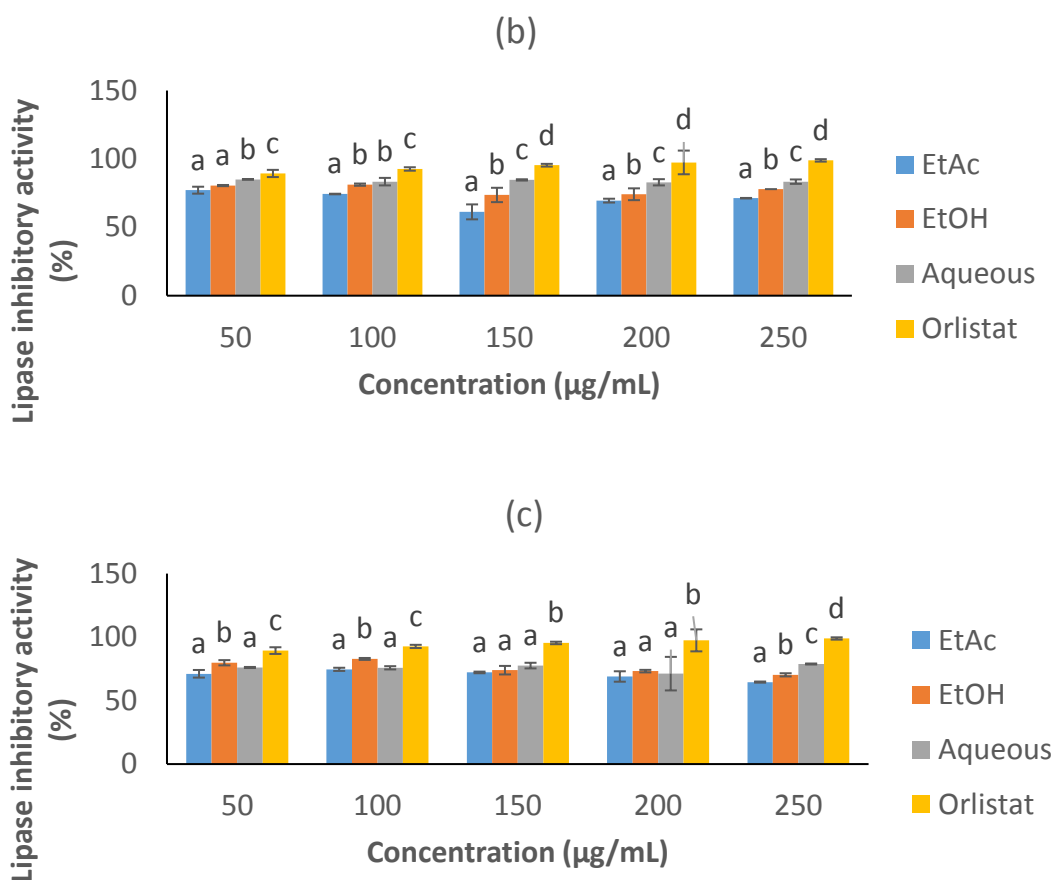 (b)
Lipase inhibitory activity
(%)
150
100
50
0
a a b c
a b b c
a b c d
a b c d
a b c d
50 100 150 200 250
Concentration (µg/mL)
EtAc
EtOH
Aqueous
Orlistat
(c)
Lipase inhibitory activity
(%)
150
100
50
0
a b a c
a b a c
a a a b
a a a b
a b c d
50 100 150 200 250
Concentration (µg/mL)
EtAc
EtOH
Aqueous
Orlistat